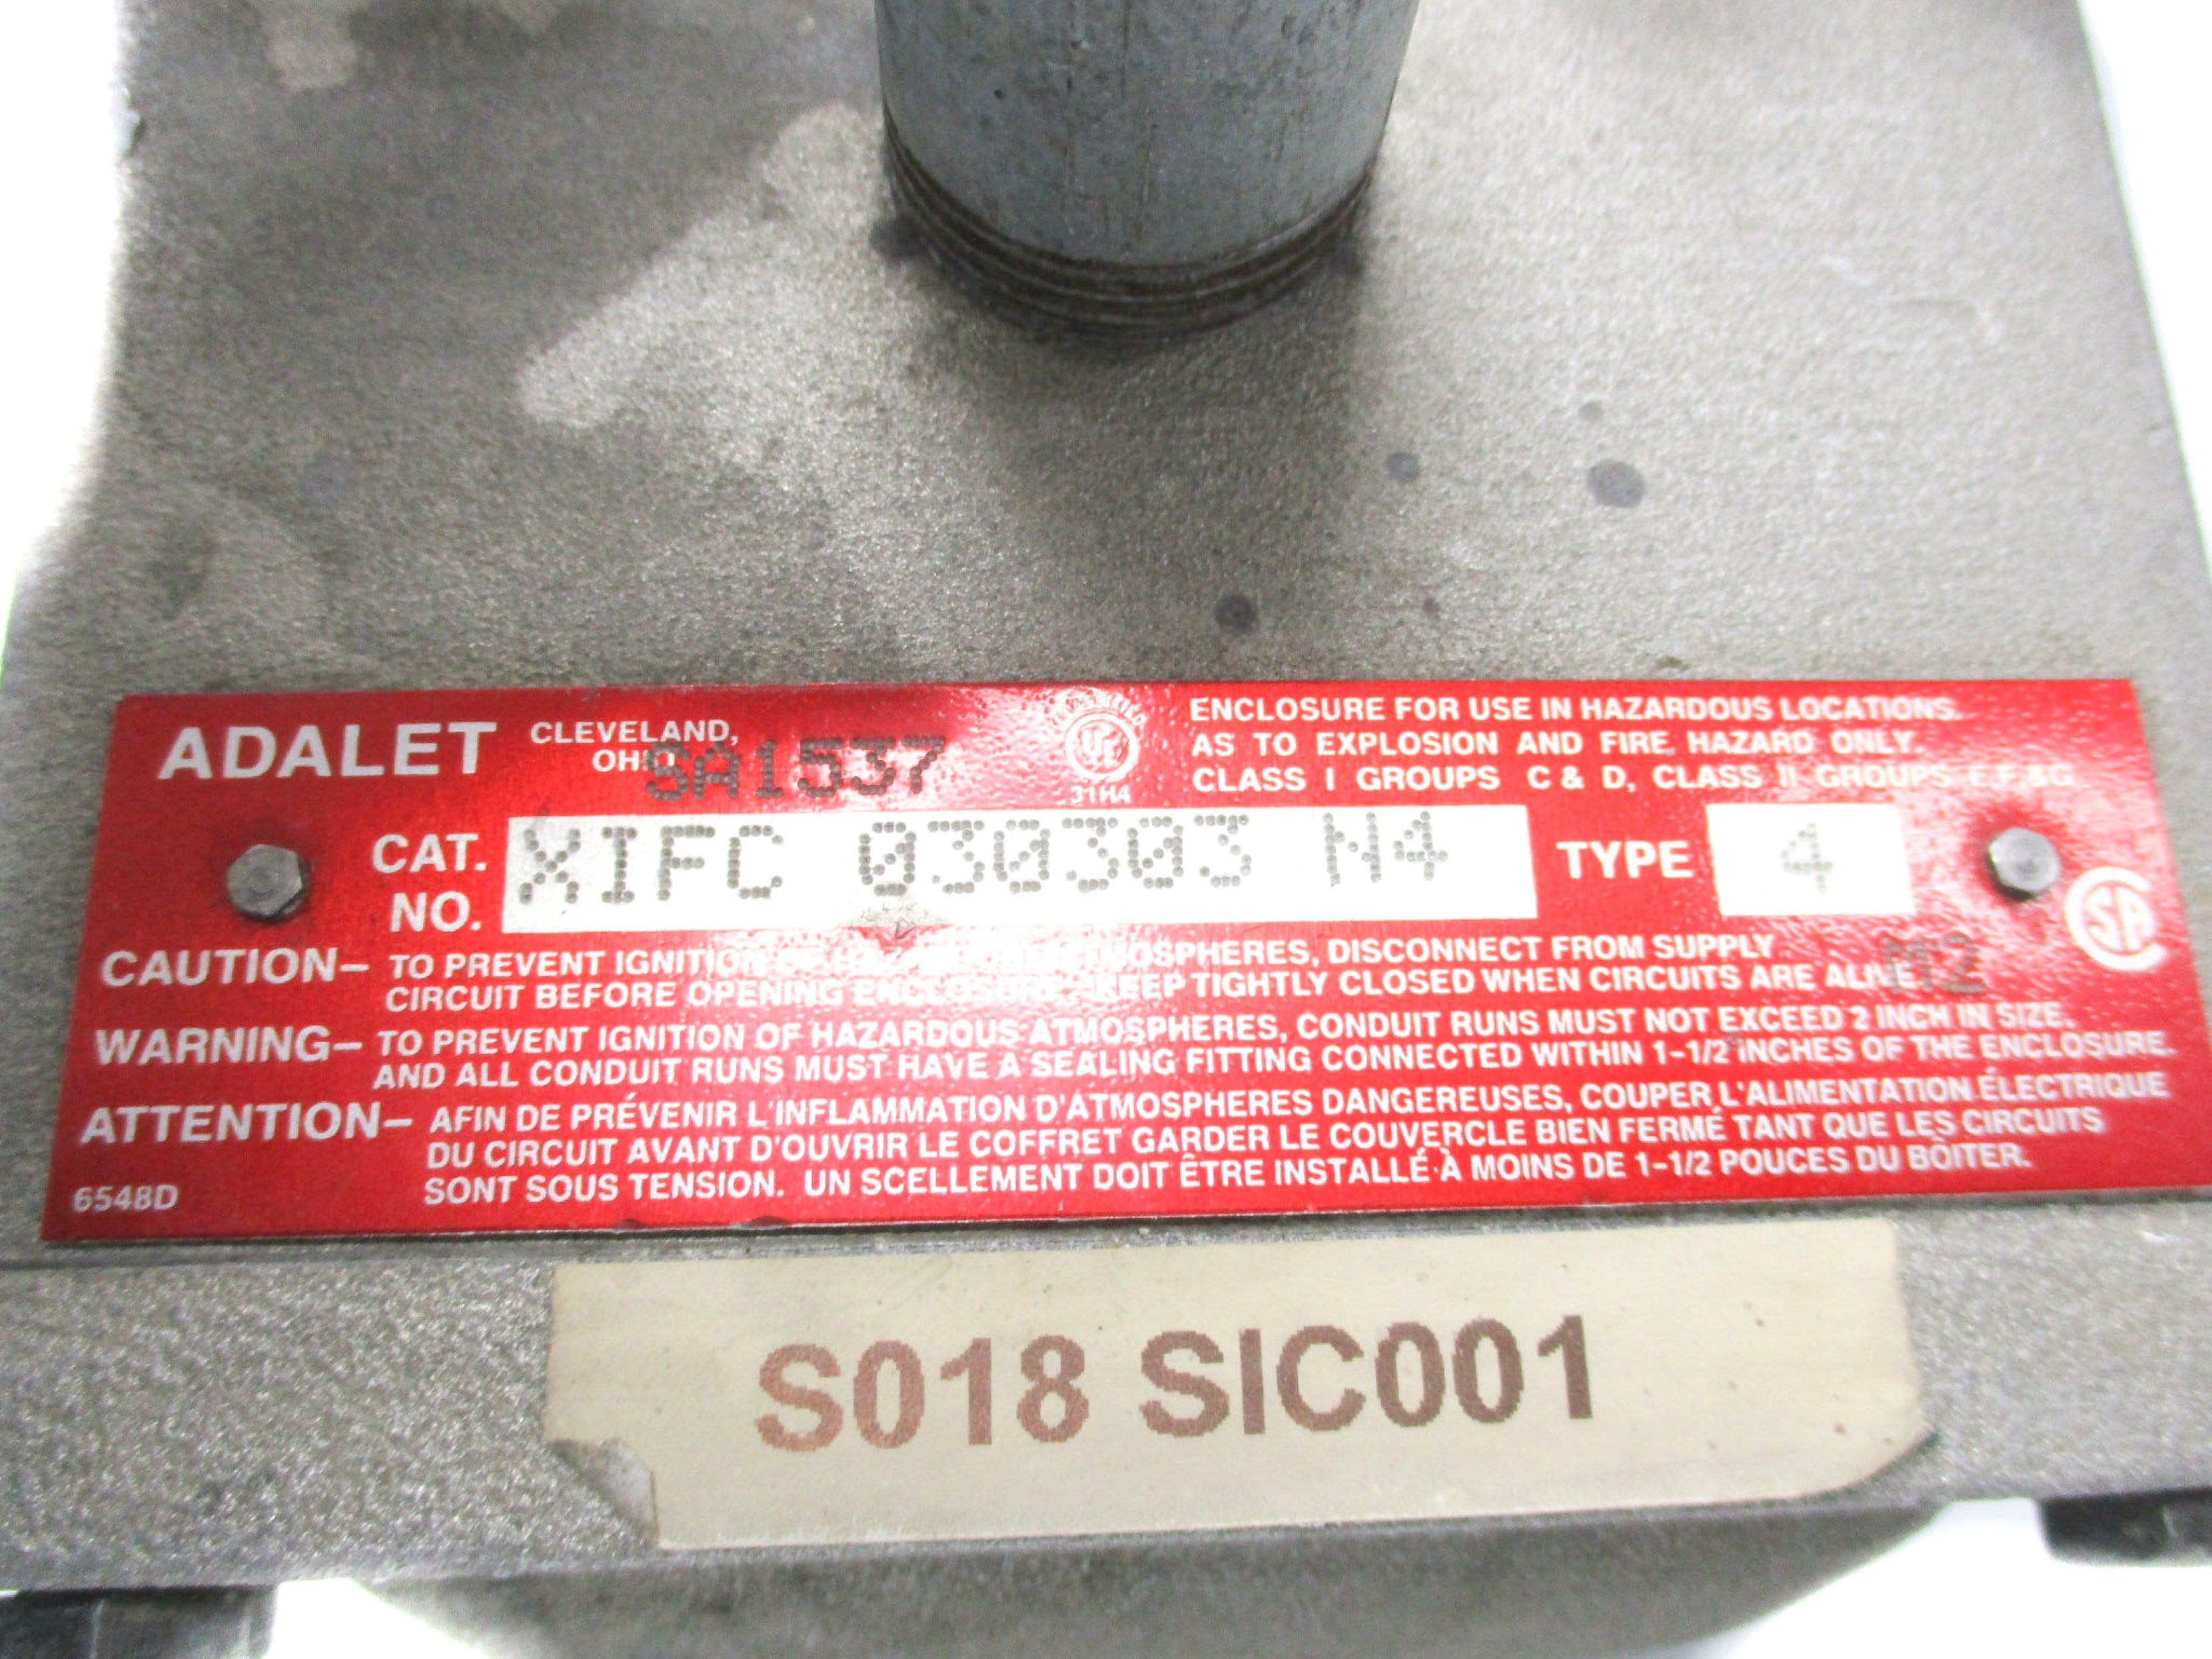 ADALET CLEVELAND,
SA1537
31H4
ENCLOSURE FOR USE IN HAZARDOUS LOCATIONS.
AS TO EXPLOSION AND FIRE HAZARD ONLY.
CLASS I GROUPS C & D, CLASS II GROUPS E,F,&G
CAT. NO. XIFC 030303 N4 TYPE 4
CSA
M2
CAUTION- TO PREVENT IGNITION OF ATMOSPHERES, DISCONNECT FROM SUPPLY
CIRCUIT BEFORE OPENING ENCLOSURE. KEEP TIGHTLY CLOSED WHEN CIRCUITS ARE ALIVE.
WARNING- TO PREVENT IGNITION OF HAZARDOUS ATMOSPHERES, CONDUIT RUNS MUST NOT EXCEED 2 INCH IN SIZE.
AND ALL CONDUIT RUNS MUST HAVE A SEALING FITTING CONNECTED WITHIN 1-1/2 INCHES OF THE ENCLOSURE.
ATTENTION- AFIN DE PRÉVENIR L'INFLAMMATION D'ATMOSPHERES DANGEREUSES, COUPER L'ALIMENTATION ÉLECTRIQUE
DU CIRCUIT AVANT D'OUVRIR LE COFFRET GARDER LE COUVERCLE BIEN FERMÉ TANT QUE LES CIRCUITS
SONT SOUS TENSION. UN SCELLEMENT DOIT ÊTRE INSTALLÉ À MOINS DE 1-1/2 POUCES DU BÔITER.
6548D
S018 SIC001